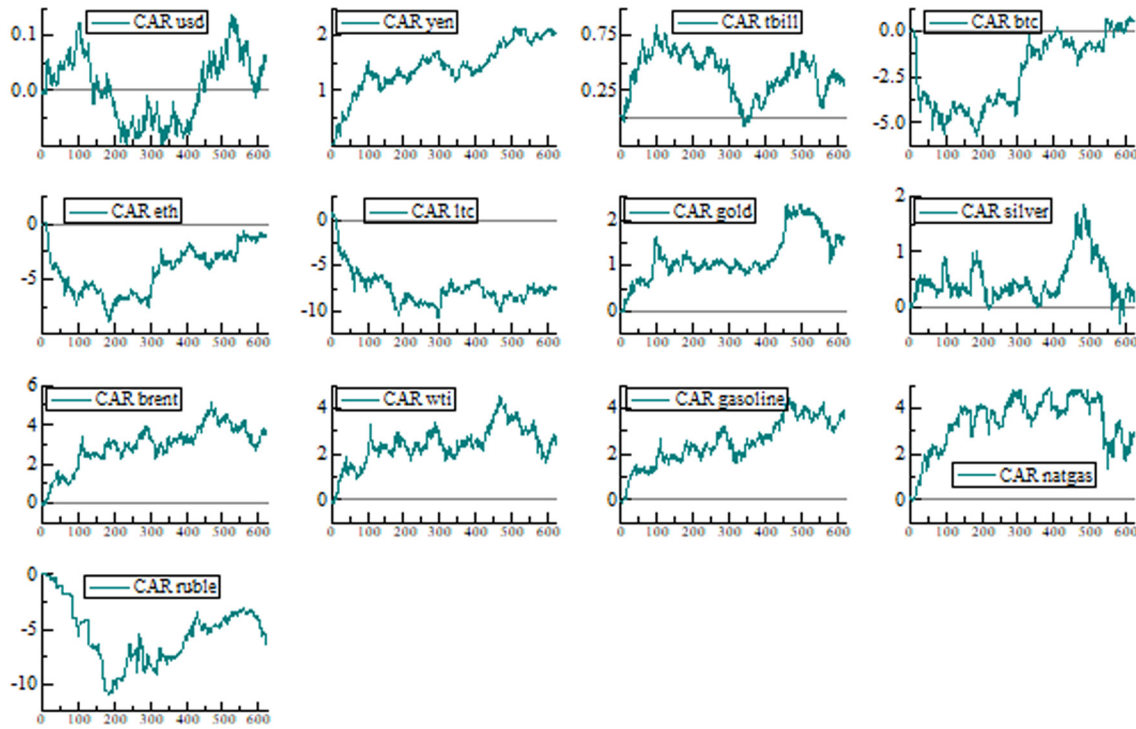 CAR usd
0.1
0.0
0 100 200 300 400 500 600
CAR yen
2
1
0 100 200 300 400 500 600
CAR tbill
0.75
0.25
0 100 200 300 400 500 600
CAR btc
0.0
-2.5
-5.0
0 100 200 300 400 500 600
CAR eth
0
-5
0 100 200 300 400 500 600
CAR ltc
0
-5
-10
0 100 200 300 400 500 600
CAR gold
2
1
0
0 100 200 300 400 500 600
CAR silver
2
1
0
0 100 200 300 400 500 600
CAR brent
6
4
2
0
0 100 200 300 400 500 600
CAR wti
4
2
0
0 100 200 300 400 500 600
CAR gasoline
4
2
0
0 100 200 300 400 500 600
4
2
CAR natgas
0
0 100 200 300 400 500 600
0
CAR ruble
-5
-10
0 100 200 300 400 500 600